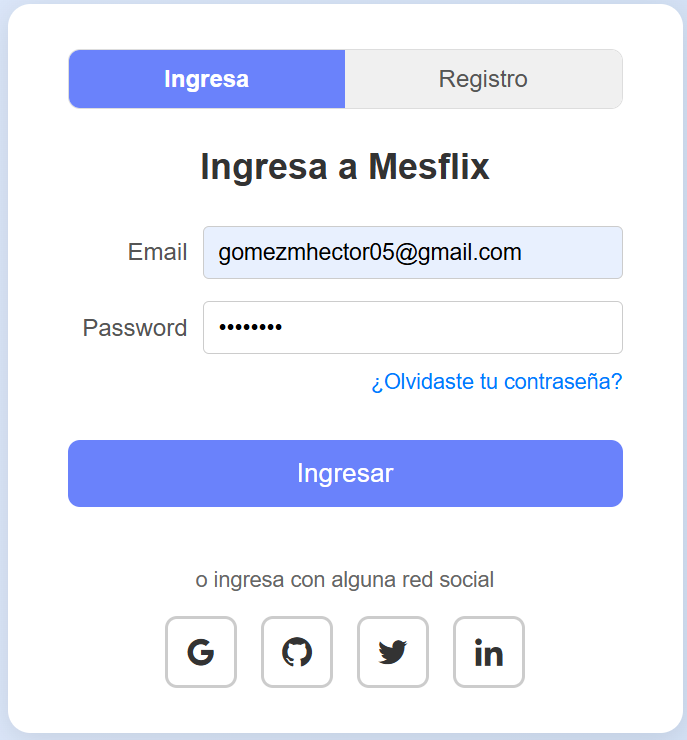 Ingresa Registro
Ingresa a Mesflix
Email gomezmhector05@gmail.com
Password ••••••••
¿Olvidaste tu contraseña?
Ingresar
o ingresa con alguna red social
G in